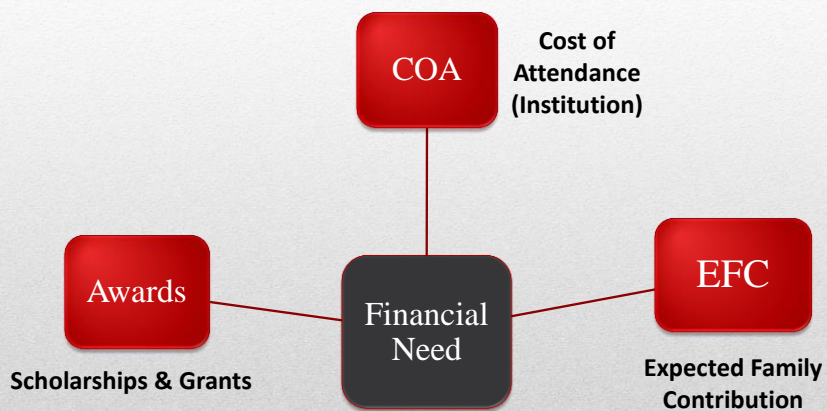 COA
Cost of
Attendance
(Institution)
Awards
Scholarships & Grants
Financial
Need
EFC
Expected Family
Contribution